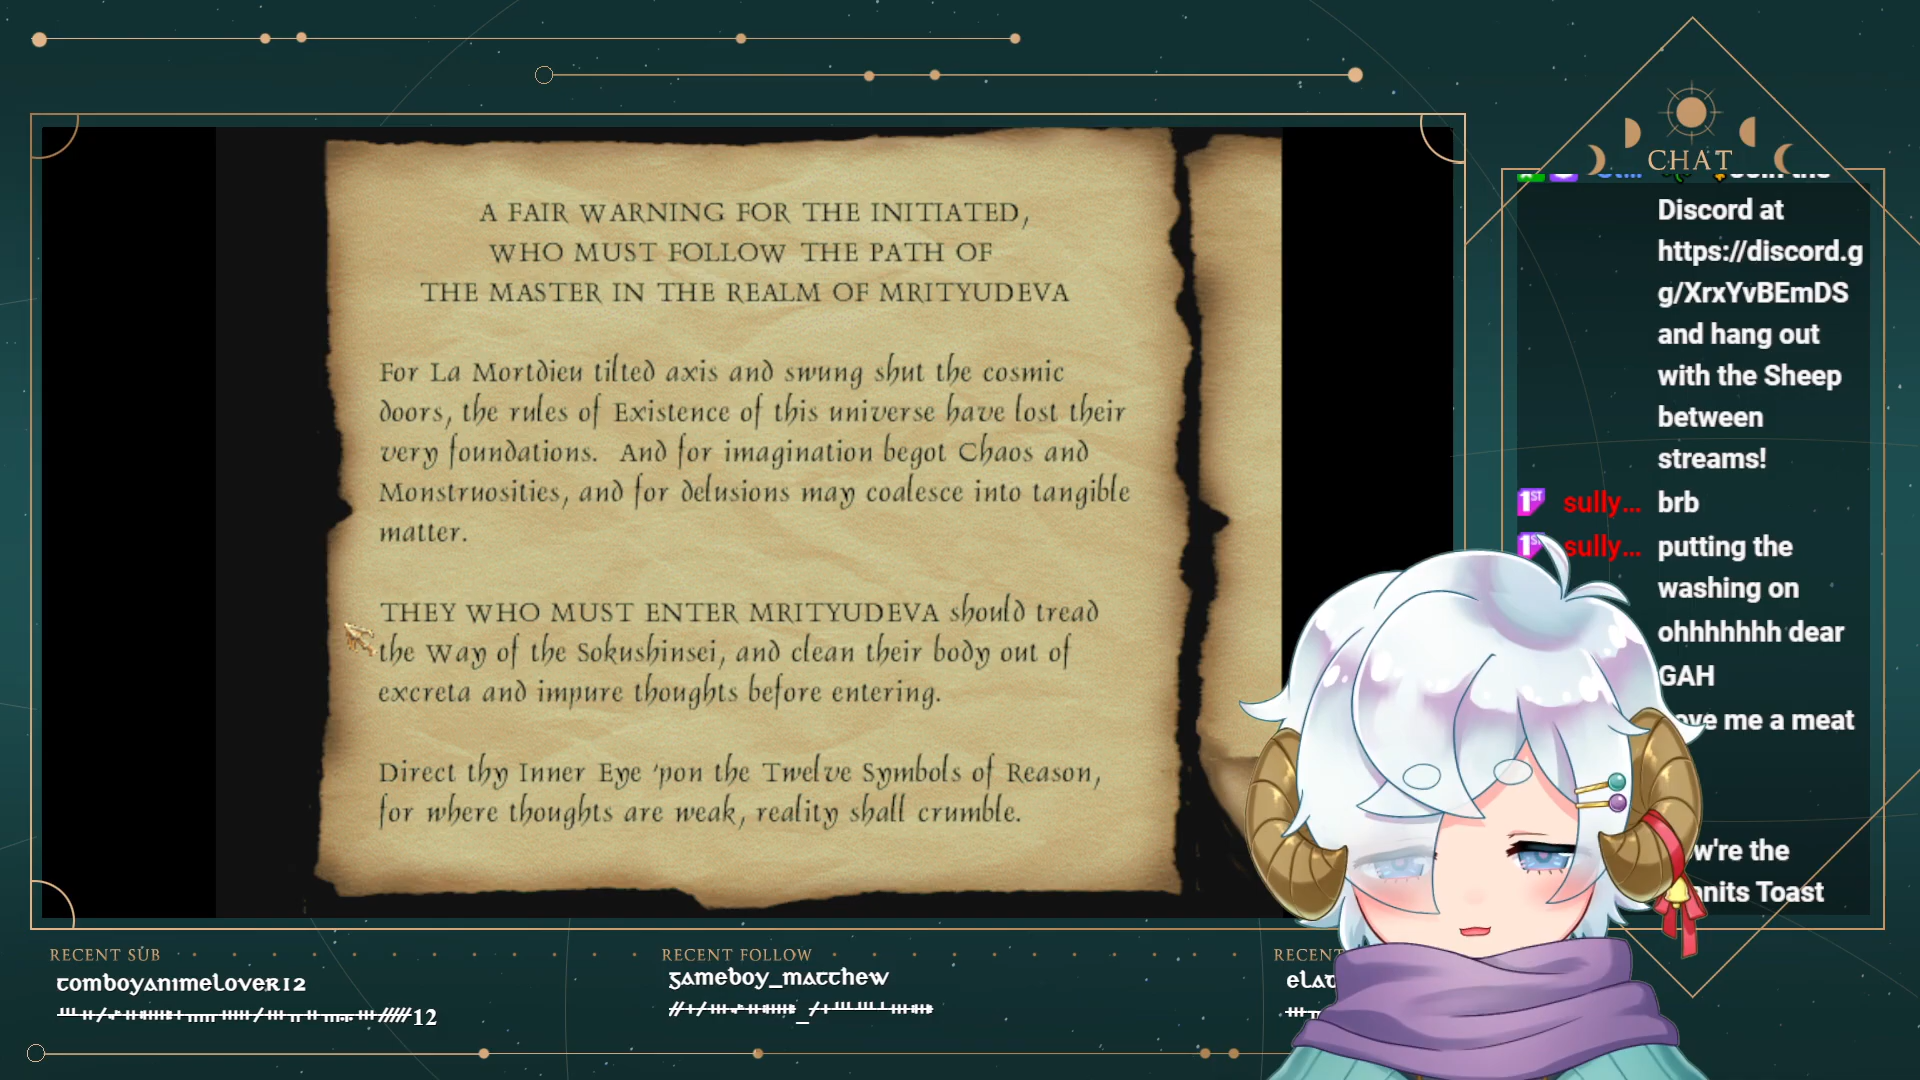 A FAIR WARNING FOR THE INITIATED,
WHO MUST FOLLOW THE PATH OF
THE MASTER IN THE REALM OF MRITYUDEVA
For La Mortdieu tilted axis and swung shut the cosmic
doors, the rules of Existence of this universe have lost their
very foundations. And for imagination begot Chaos and
Monstruosities, and for delusions may coalesce into tangible
matter.
THEY WHO MUST ENTER MRITYUDEVA should tread
the Way of the Sokushinsei, and clean their body out of
excreta and impure thoughts before entering.
Direct thy Inner Eye 'pon the Twelve Symbols of Reason,
for where thoughts are weak, reality shall crumble.
CHAT
Discord at
https://discord.g
g/XrxYvBEmDS
and hang out
with the Sheep
between
streams!
sully... brb
sully... putting the
washing on
ohhhhhhh dear
GAH
me a meat
w're the
Toast
RECENT SUB
tomboyanimelover12
12
RECENT FOLLOW
gameboy_matthew
RECENT